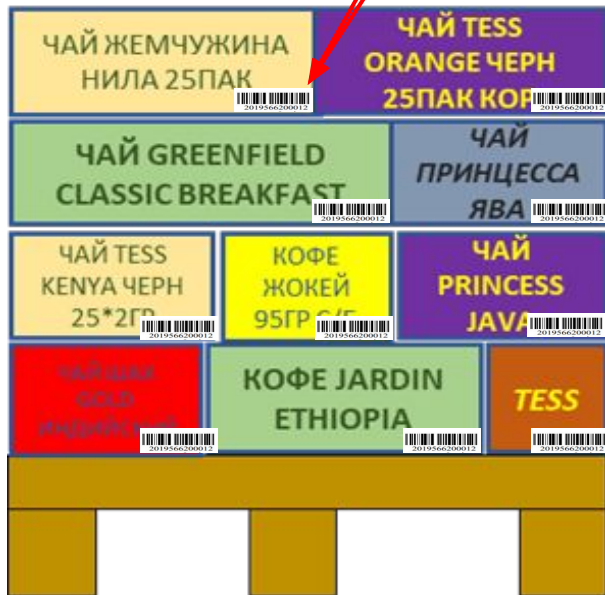 ЧАЙ ЖЕМЧУЖИНА
НИЛА 25ПАК
2019566200012
ЧАЙ TESS
ORANGE ЧЕРН
25ПАК КОР
2019566200012
ЧАЙ GREENFIELD
CLASSIC BREAKFAST
2019566200012
ЧАЙ
ПРИНЦЕССА
ЯВА
2019566200012
ЧАЙ TESS
KENYA ЧЕРН
25*2ГР
2019566200012
КОФЕ
ЖОКЕЙ
95ГР
2019566200012
ЧАЙ
PRINCESS
JAVA
2019566200012
ЧАЙ
GOLD
ИНДИЙСКИЙ
2019566200012
КОФЕ JARDIN
ETHIOPIA
2019566200012
TESS
2019566200012